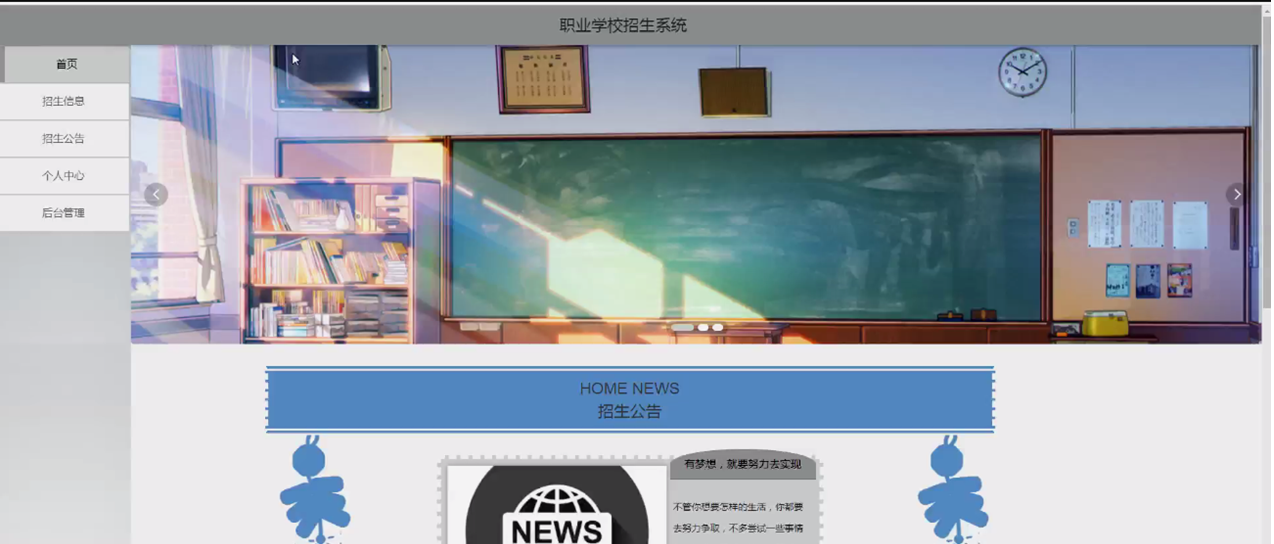 职业学校招生系统
首页
招生信息
招生公告
个人中心
后台管理
HOME NEWS
招生公告
有梦想，就要努力去实现
NEWS
不管你想要怎样的生活，你都要
去努力争取，不多尝试一些事情